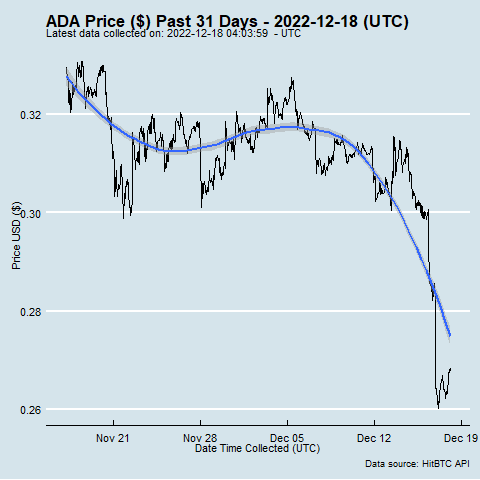 ADA Price ($) Past 31 Days - 2022-12-18 (UTC)
Latest data collected on: 2022-12-18 04:03:59 - UTC
0.32
0.30
0.28
0.26
Price USD ($)
Nov 21 Nov 28 Dec 05 Dec 12 Dec 19
Date Time Collected (UTC)
Data source: HitBTC API